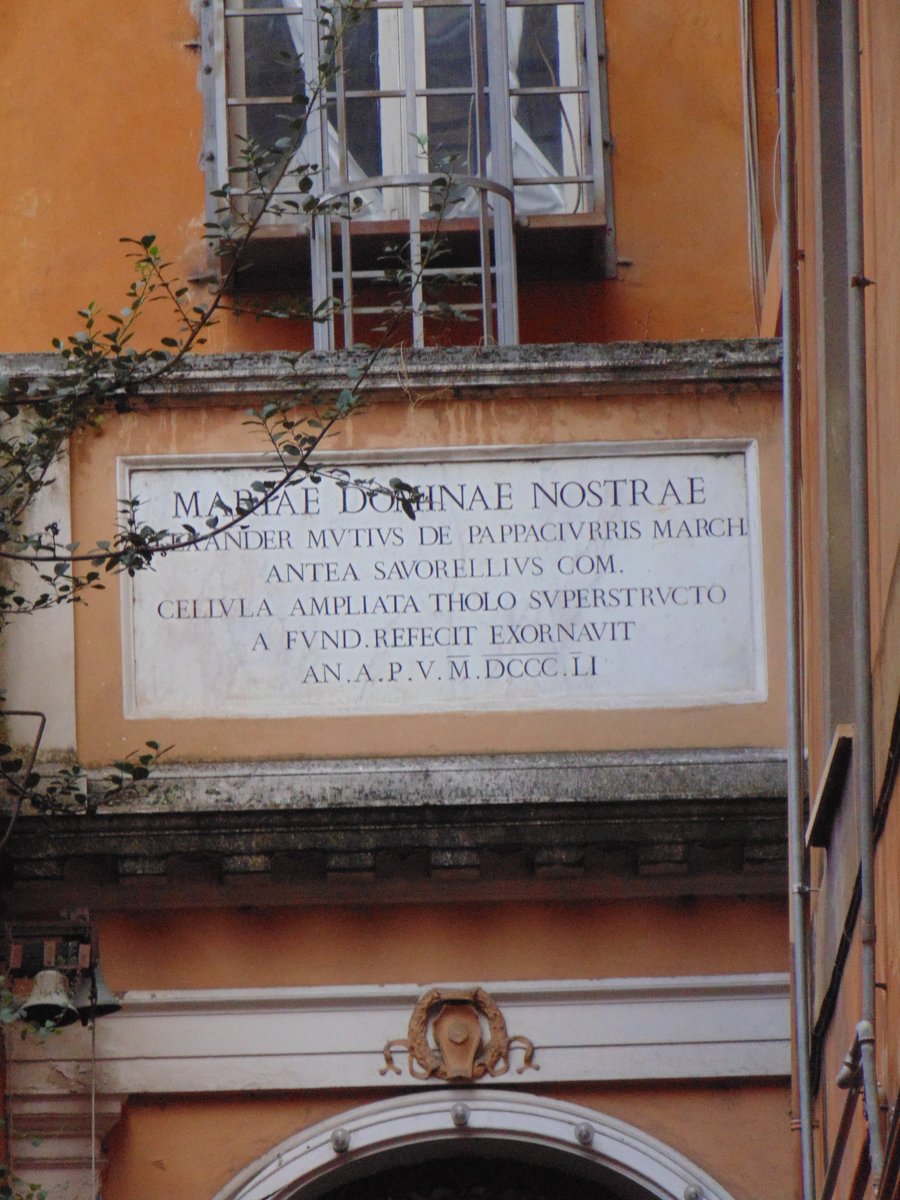 MARIAE DOMINAE NOSTRAE
ALEXANDER MVTIVS DE PAPPACIVRRIS MARCH
ANTEA SAVORELLIVS COM.
CELLVLA AMPLIATA THOLO SVPERSTRVCTO
A FVND. REFECIT EXORNAVIT
AN.A.P.V.M.DCCC.LI